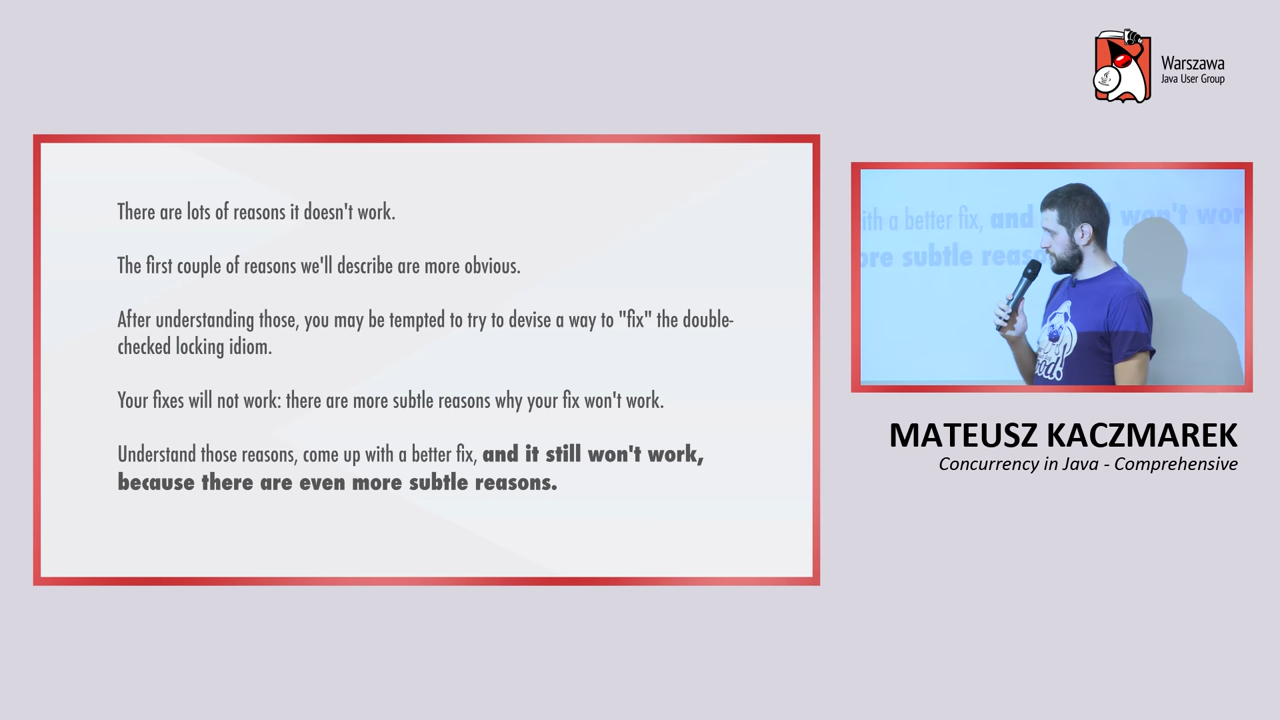 Warszawa
Java User Group
There are lots of reasons it doesn't work.
The first couple of reasons we'll describe are more obvious.
After understanding those, you may be tempted to try to devise a way to "fix" the double-
checked locking idiom.
Your fixes will not work: there are more subtle reasons why your fix won't work.
Understand those reasons, come up with a better fix, and it still won't work,
because there are even more subtle reasons.
ith a better fix, and won't wor
ore subtle reaso
MATEUSZ KACZMAREK
Concurrency in Java - Comprehensive